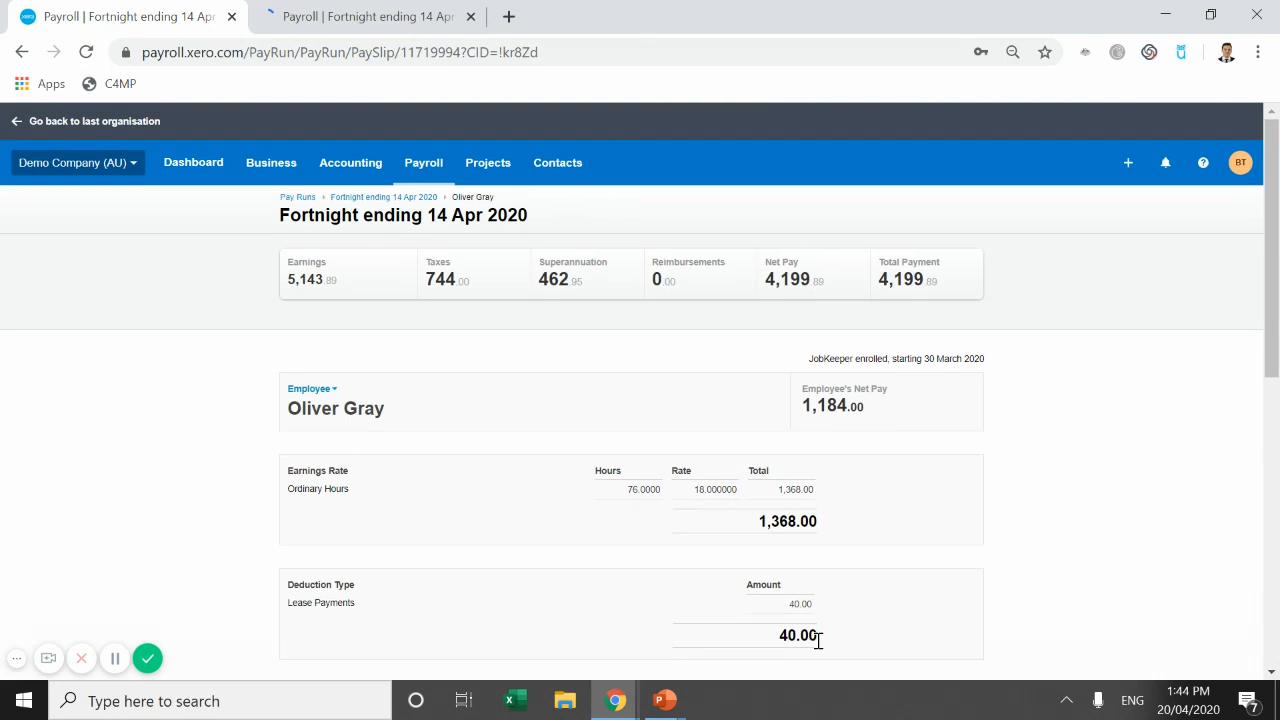 Payroll | Fortnight ending 14 Apr
Payroll | Fortnight ending 14 Apr
payroll.xero.com/PayRun/PayRun/PaySlip/11719994?CID=!kr8Zd
Apps C4MP
Go back to last organisation
Demo Company (AU) Dashboard Business Accounting Payroll Projects Contacts BT
Pay Runs › Fortnight ending 14 Apr 2020 › Oliver Gray
Fortnight ending 14 Apr 2020
Earnings Taxes Superannuation Reimbursements Net Pay Total Payment
5,143.89 744.00 462.95 0.00 4,199.89 4,199.89
JobKeeper enrolled, starting 30 March 2020
Employee Employee's Net Pay
Oliver Gray 1,184.00
Earnings Rate Hours Rate Total
Ordinary Hours 76.0000 18.000000 1,368.00
1,368.00
Deduction Type Amount
Lease Payments 40.00
40.00
Type here to search
ENG
1:44 PM
20/04/2020
7